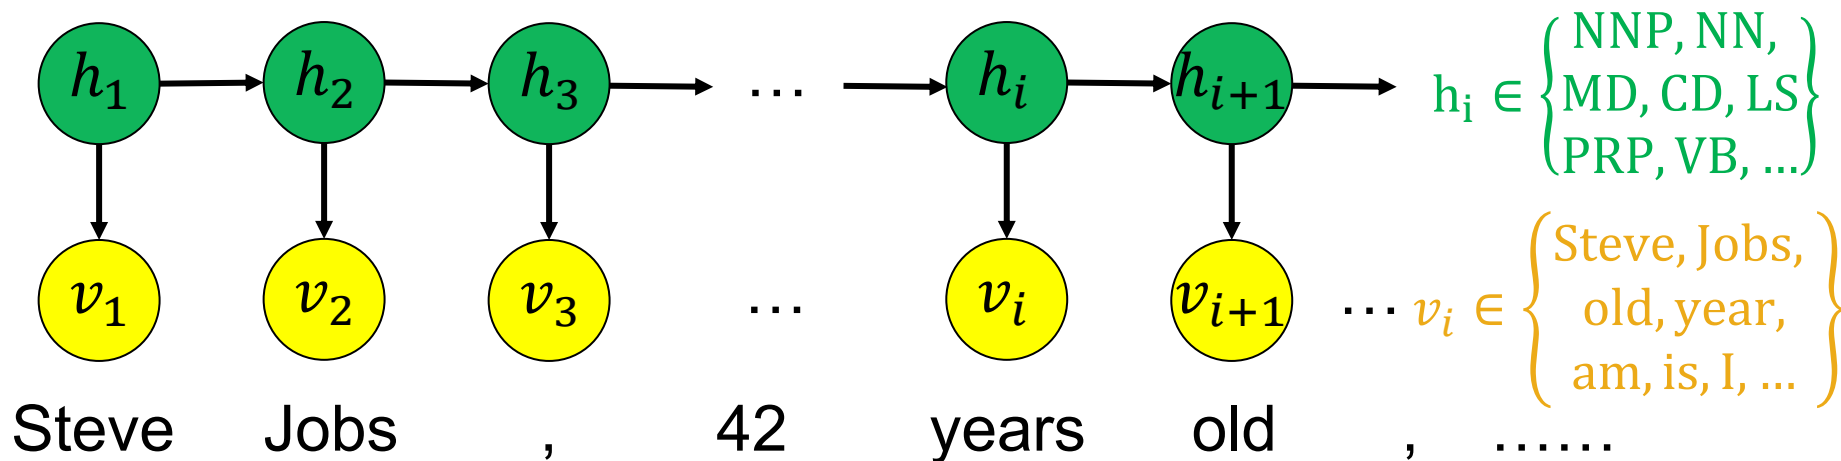 h₁ h₂ h₃ … hᵢ hᵢ₊₁
hᵢ ∈ { NNP, NN,
MD, CD, LS
PRP, VB, … }
v₁ v₂ v₃ … vᵢ vᵢ₊₁ …
vᵢ ∈ { Steve, Jobs,
old, year,
am, is, I, … }
Steve Jobs , 42 years old , ……